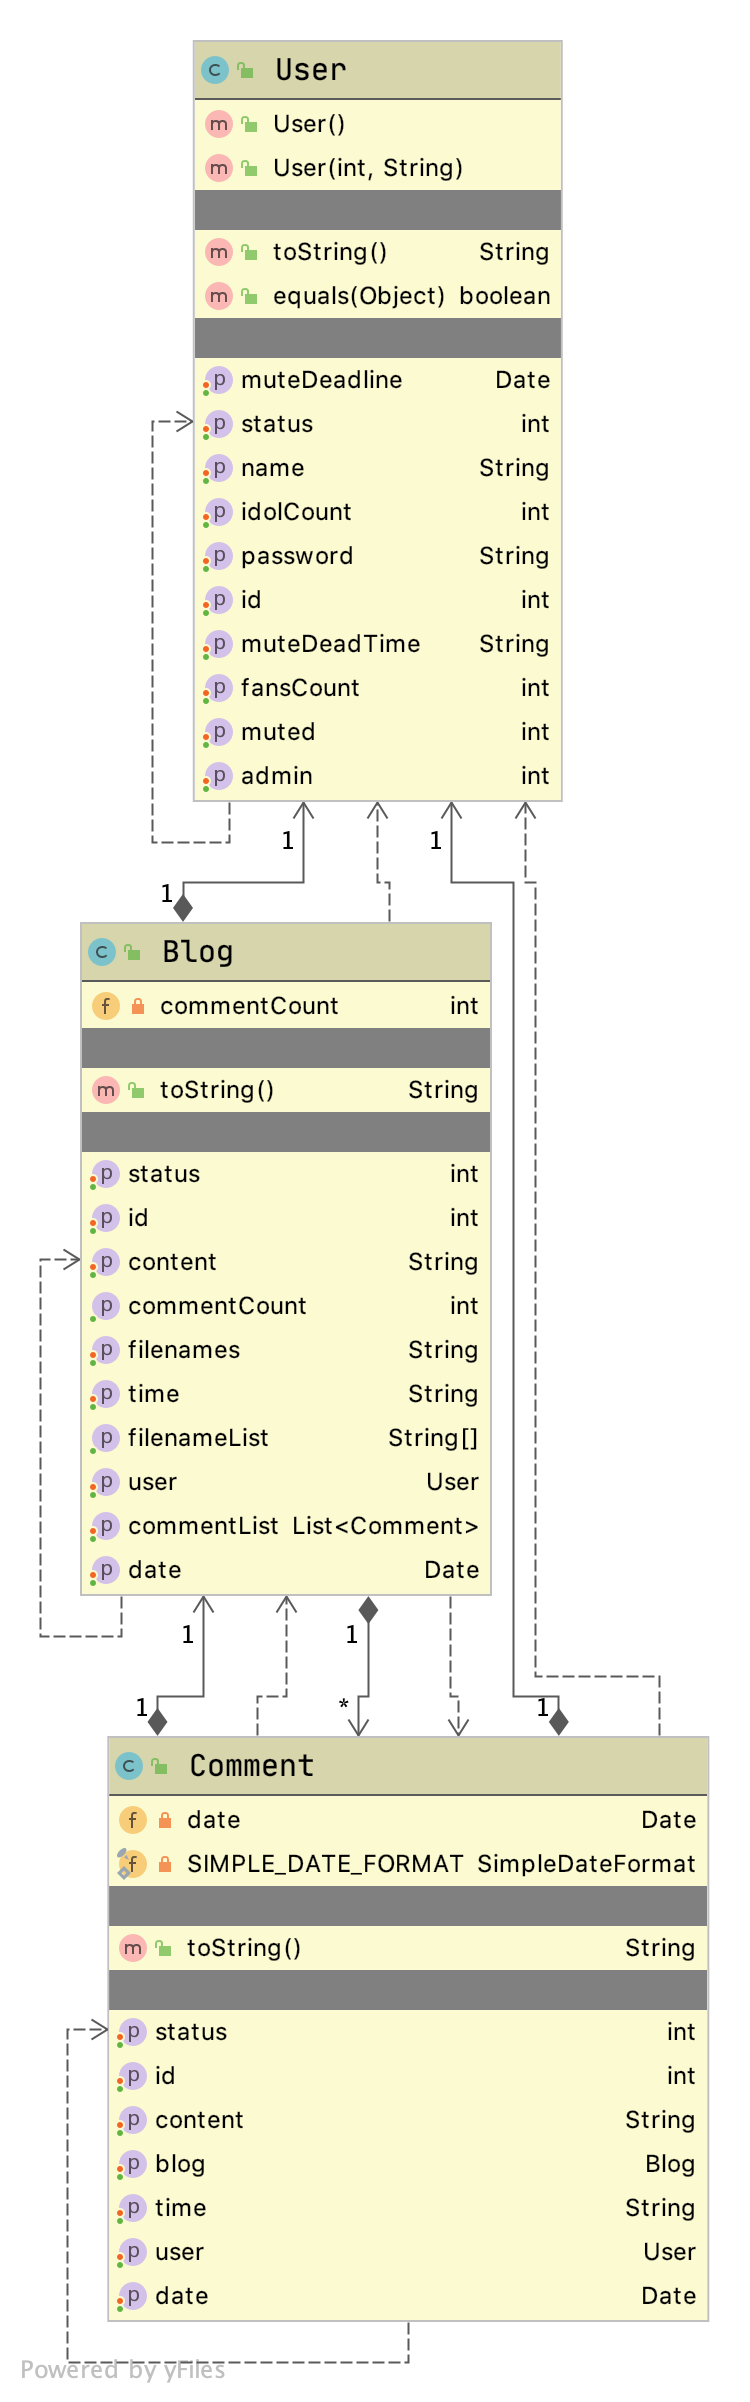 User
User()
User(int, String)
toString() String
equals(Object) boolean
muteDeadline Date
status int
name String
idolCount int
password String
id int
muteDeadTime String
fansCount int
muted int
admin int
1 1
1
Blog
commentCount int
toString() String
status int
id int
content String
commentCount int
filenames String
time String
filenameList String[]
user User
commentList List<Comment>
date Date
1 1
1 * 1
Comment
date Date
SIMPLE_DATE_FORMAT SimpleDateFormat
toString() String
status int
id int
content String
blog Blog
time String
user User
date Date
Powered by yFiles